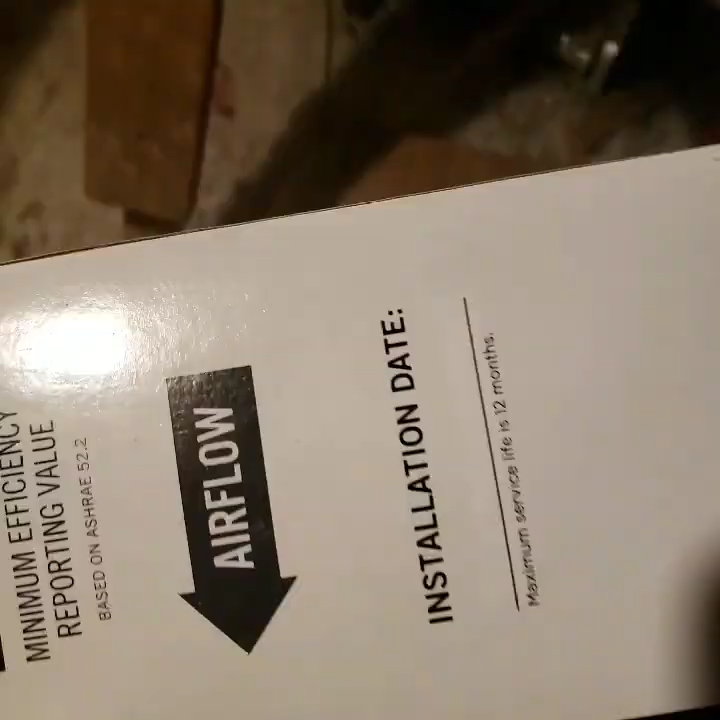 MINIMUM EFFICIENCY
REPORTING VALUE
BASED ON ASHRAE 52.2
AIRFLOW
INSTALLATION DATE:
Maximum service life is 12 months.